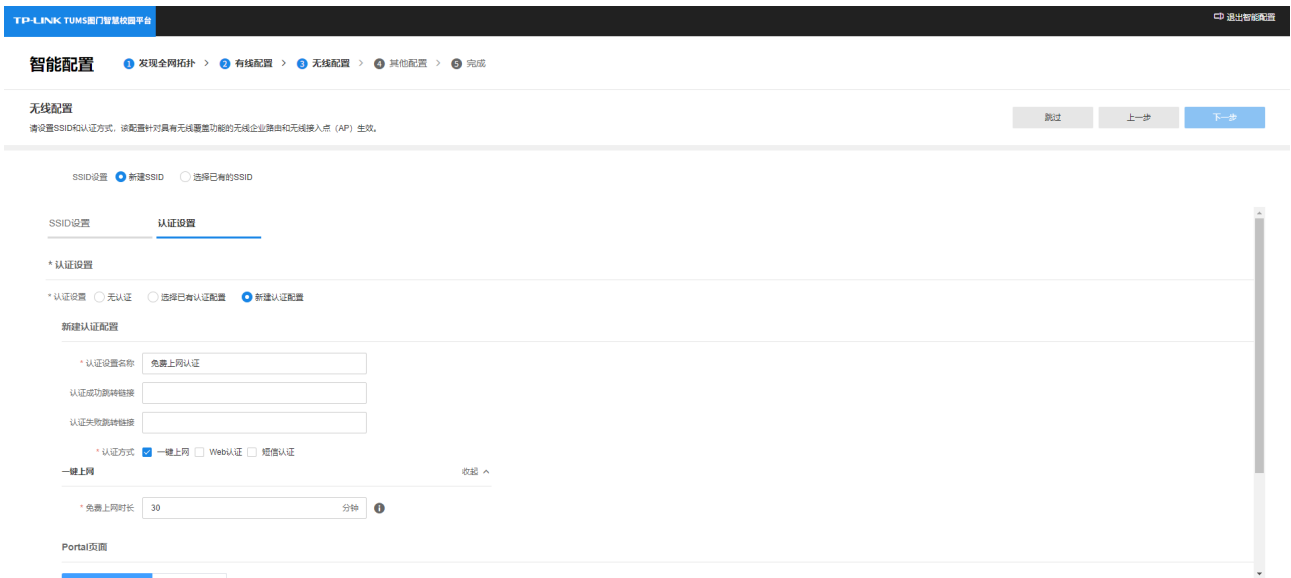 TP-LINK TUMS图门智慧校园平台
退出智能配置
智能配置 1 发现全网拓扑 > 2 有线配置 > 3 无线配置 > 4 其他配置 > 5 完成
无线配置
请设置SSID和认证方式，该配置针对具有无线覆盖功能的无线企业路由和无线接入点（AP）生效。
跳过 上一步 下一步
SSID设置 新建SSID 选择已有的SSID
SSID设置 认证设置
* 认证设置
* 认证设置 无认证 选择已有认证配置 新建认证配置
新建认证配置
* 认证设置名称 免费上网认证
认证成功跳转链接
认证失败跳转链接
* 认证方式 一键上网 Web认证 短信认证
一键上网 收起
* 免费上网时长 30 分钟
Portal页面